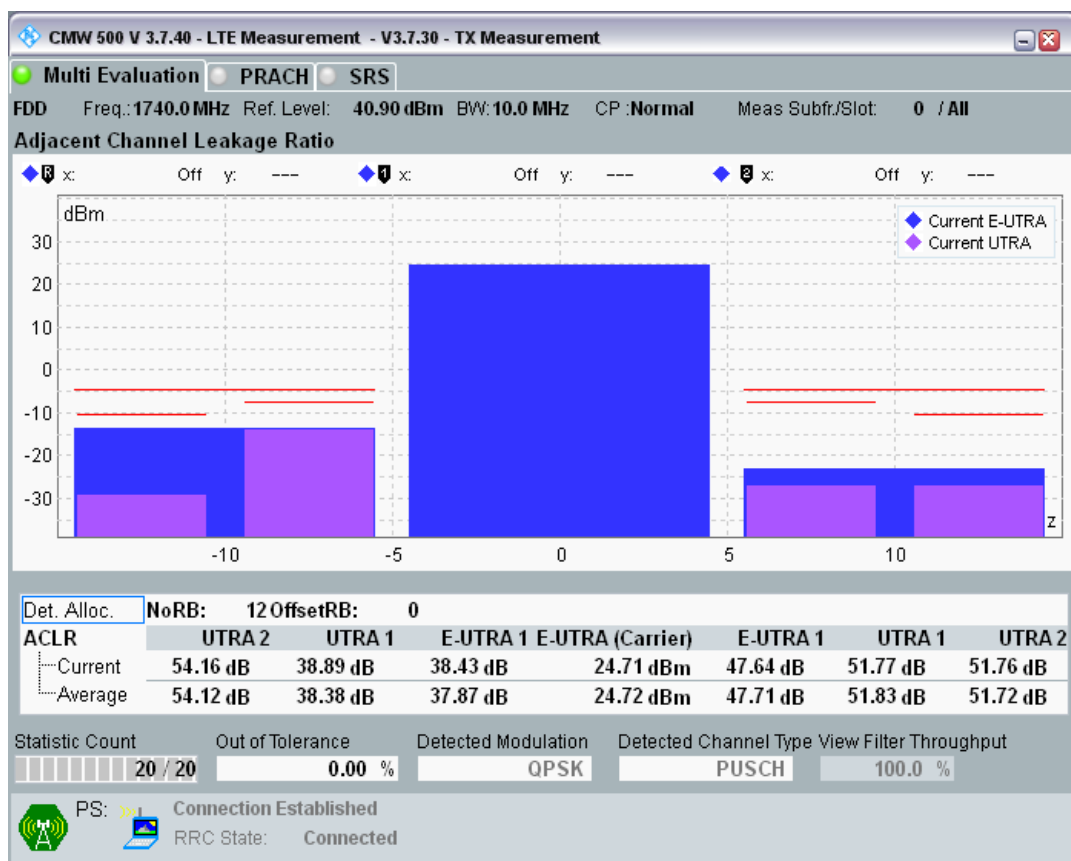 CMW 500 V 3.7.40 - LTE Measurement - V3.7.30 - TX Measurement
Multi Evaluation PRACH SRS
FDD Freq.: 1740.0 MHz Ref. Level: 40.90 dBm BW: 10.0 MHz CP :Normal Meas Subfr./Slot: 0 / All
Adjacent Channel Leakage Ratio
R x: Off y: --- 1 x: Off y: --- 2 x: Off y: ---
dBm
Current E-UTRA
Current UTRA
30
20
10
0
-10
-20
-30
z
-10 -5 0 5 10
Det. Alloc. NoRB: 12 OffsetRB: 0
ACLR UTRA 2 UTRA 1 E-UTRA 1 E-UTRA (Carrier) E-UTRA 1 UTRA 1 UTRA 2
Current 54.16 dB 38.89 dB 38.43 dB 24.71 dBm 47.64 dB 51.77 dB 51.76 dB
Average 54.12 dB 38.38 dB 37.87 dB 24.72 dBm 47.71 dB 51.83 dB 51.72 dB
Statistic Count Out of Tolerance Detected Modulation Detected Channel Type View Filter Throughput
20 / 20 0.00 % QPSK PUSCH 100.0 %
PS: Connection Established
RRC State: Connected